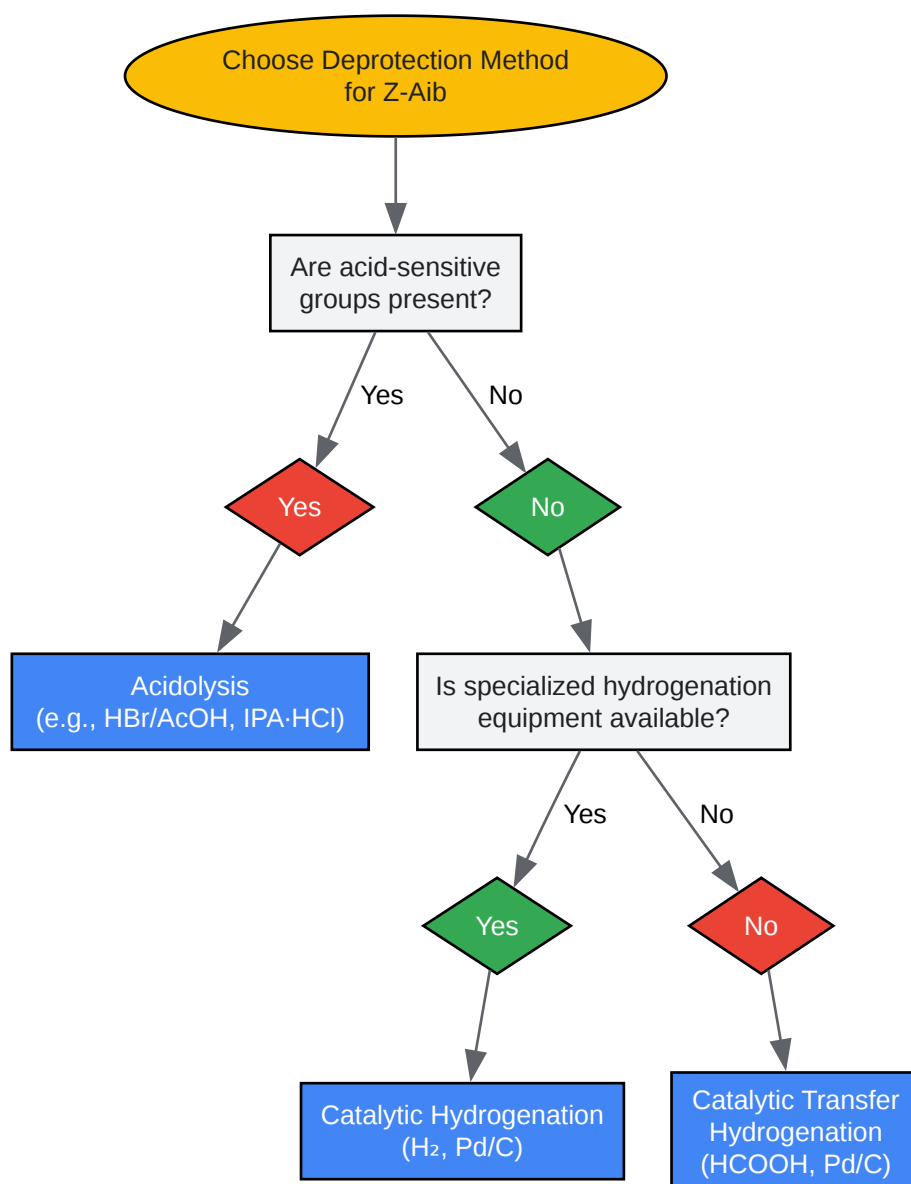 Choose Deprotection Method
for Z-Aib
Are acid-sensitive
groups present?
Yes
No
Yes
No
Acidolysis
(e.g., HBr/AcOH, IPA·HCl)
Is specialized hydrogenation
equipment available?
Yes
No
Yes
No
Catalytic Hydrogenation
(H₂, Pd/C)
Catalytic Transfer
Hydrogenation
(HCOOH, Pd/C)